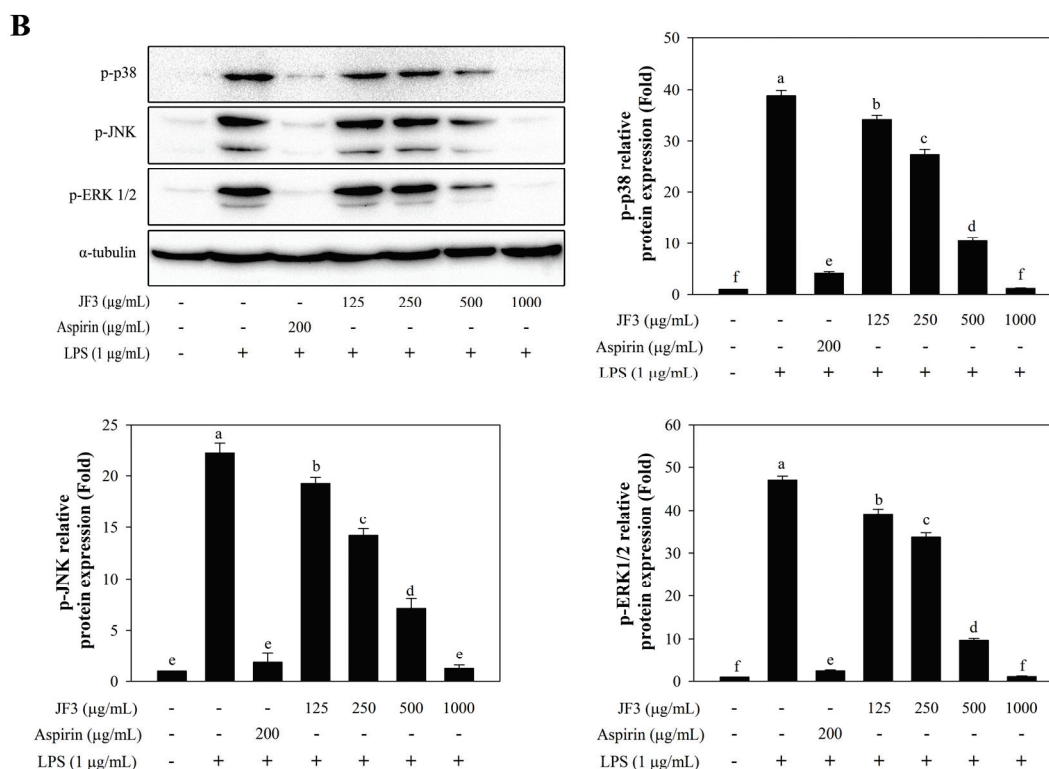 B
p-p38
p-JNK
p-ERK 1/2
α-tubulin
JF3 (µg/mL) - - - 125 250 500 1000
Aspirin (µg/mL) - - 200 - - - -
LPS (1 µg/mL) - + + + + + +
p-p38 relative
protein expression (Fold)
50
40
30
20
10
0
f a e b c d f
JF3 (µg/mL) - - - 125 250 500 1000
Aspirin (µg/mL) - - 200 - - - -
LPS (1 µg/mL) - + + + + + +
p-JNK relative
protein expression (Fold)
25
20
15
10
5
0
e a e b c d e
JF3 (µg/mL) - - - 125 250 500 1000
Aspirin (µg/mL) - - 200 - - - -
LPS (1 µg/mL) - + + + + + +
p-ERK1/2 relative
protein expression (Fold)
60
50
40
30
20
10
0
f a e b c d f
JF3 (µg/mL) - - - 125 250 500 1000
Aspirin (µg/mL) - - 200 - - - -
LPS (1 µg/mL) - + + + + + +